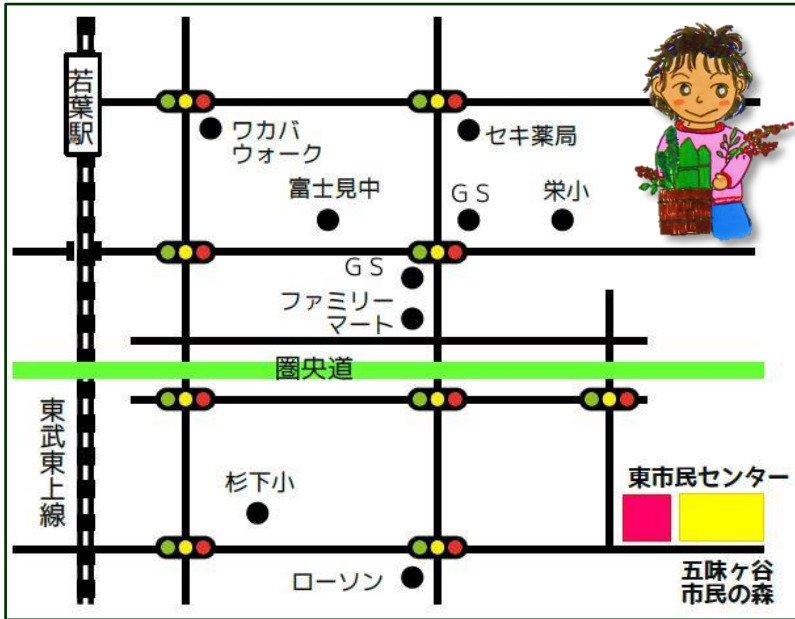 若葉駅
ワカバ
ウォーク
セキ薬局
富士見中
ＧＳ
栄小
ＧＳ
ファミリー
マート
圏央道
東武東上線
杉下小
東市民センター
ローソン
五味ヶ谷
市民の森